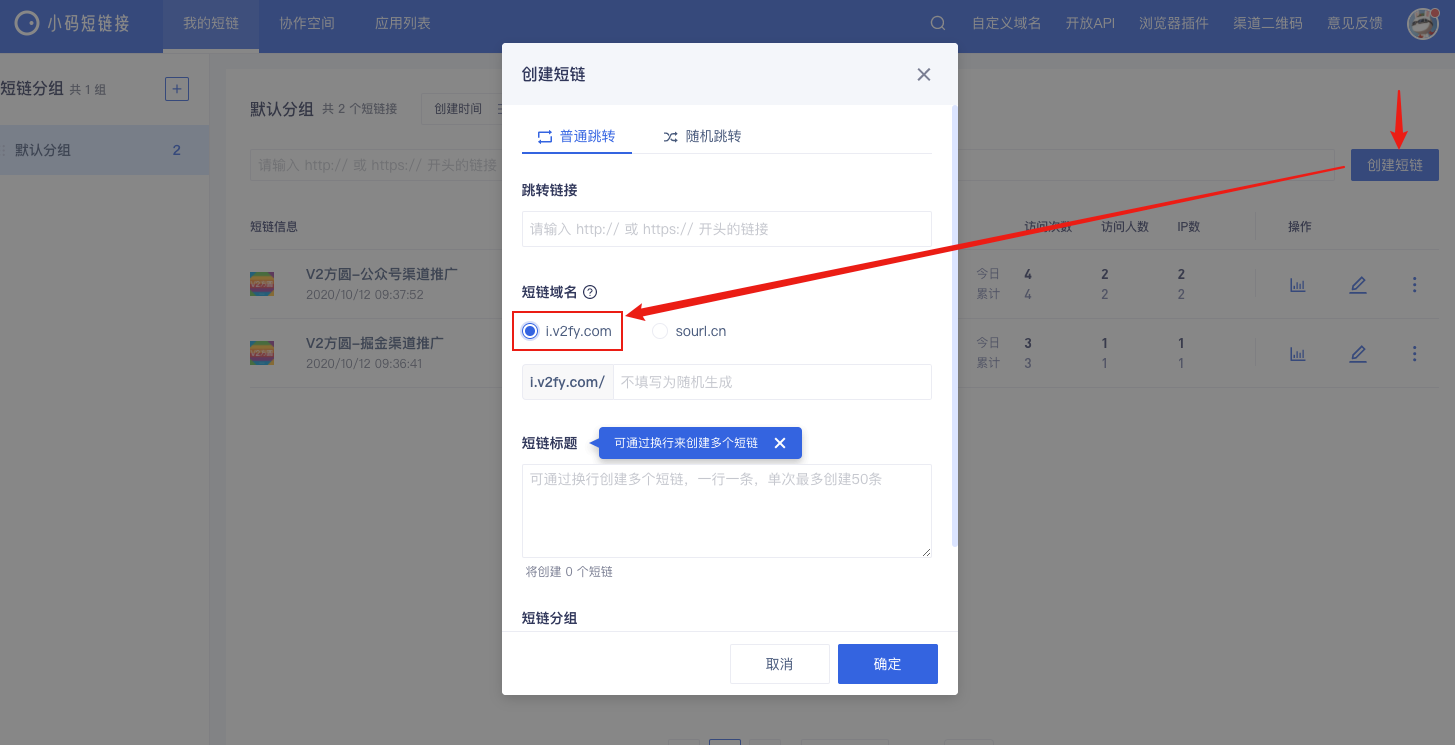 小码短链接
我的短链
协作空间
应用列表
自定义域名
开放API
浏览器插件
渠道二维码
意见反馈
短链分组 共 1 组
+
默认分组 2
默认分组 共 2 个短链接
创建时间
请输入 http:// 或 https:// 开头的链接
创建短链
短链信息
访问次数
访问人数
IP数
操作
V2方圆-公众号渠道推广
2020/10/12 09:37:52
今日 4 2 2
累计 4 2 2
V2方圆-掘金渠道推广
2020/10/12 09:36:41
今日 3 1 1
累计 3 1 1
创建短链
普通跳转
随机跳转
跳转链接
请输入 http:// 或 https:// 开头的链接
短链域名
i.v2fy.com
sourl.cn
i.v2fy.com/
不填写为随机生成
短链标题
可通过换行来创建多个短链
可通过换行创建多个短链，一行一条，单次最多创建50条
将创建 0 个短链
短链分组
取消
确定